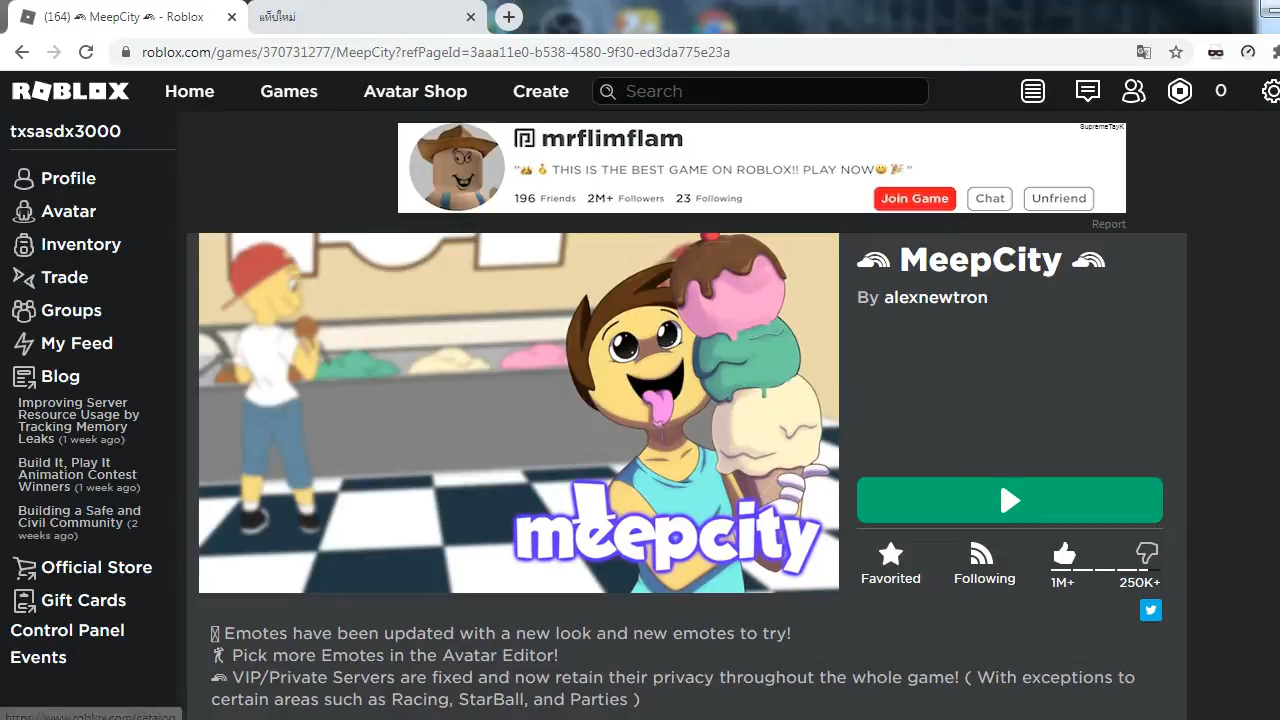 (164) MeepCity - Roblox
แท็บใหม่
roblox.com/games/370731277/MeepCity?refPageId=3aaa11e0-b538-4580-9f30-ed3da775e23a
ROBLOX
Home
Games
Avatar Shop
Create
Search
0
txsasdx3000
SupremeTayK
mrflimflam
"👑🥇 THIS IS THE BEST GAME ON ROBLOX!! PLAY NOW😀🎉 "
196 Friends 2M+ Followers 23 Following
Join Game
Chat
Unfriend
Report
Profile
Avatar
Inventory
Trade
Groups
My Feed
Blog
Improving Server
Resource Usage by
Tracking Memory
Leaks (1 week ago)
Build It, Play It
Animation Contest
Winners (1 week ago)
Building a Safe and
Civil Community (2
weeks ago)
Official Store
Gift Cards
Control Panel
Events
meepcity
MeepCity
By alexnewtron
Favorited
Following
1M+
250K+
Emotes have been updated with a new look and new emotes to try!
Pick more Emotes in the Avatar Editor!
VIP/Private Servers are fixed and now retain their privacy throughout the whole game! ( With exceptions to
certain areas such as Racing, StarBall, and Parties )